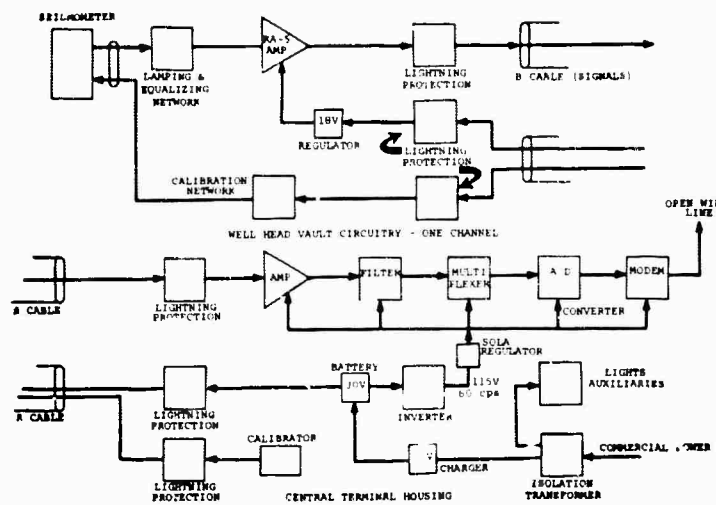 SEISMOMETER
RA-5
AMP
LAMPING &
EQUALIZING
NETWORK
LIGHTNING
PROTECTION
B CABLE (SIGNALS)
18V
REGULATOR
LIGHTNING
PROTECTION
CALIBRATION
NETWORK
WELL HEAD VAULT CIRCUITRY - ONE CHANNEL
OPEN WI
LINE
AMP
FILTER
MULTI
PLEXER
A D
MODEM
B CABLE
LIGHTNING
PROTECTION
CONVERTER
SOLA
REGULATOR
BATTERY
30V
115V
60 cps
LIGHTS
AUXILIARIES
INVERTER
A CABLE
LIGHTNING
PROTECTION
CALIBRATOR
COMMERCIAL
V
CHARGER
LIGHTNING
PROTECTION
ISOLATION
TRANSFORMER
CENTRAL TERMINAL HOUSING